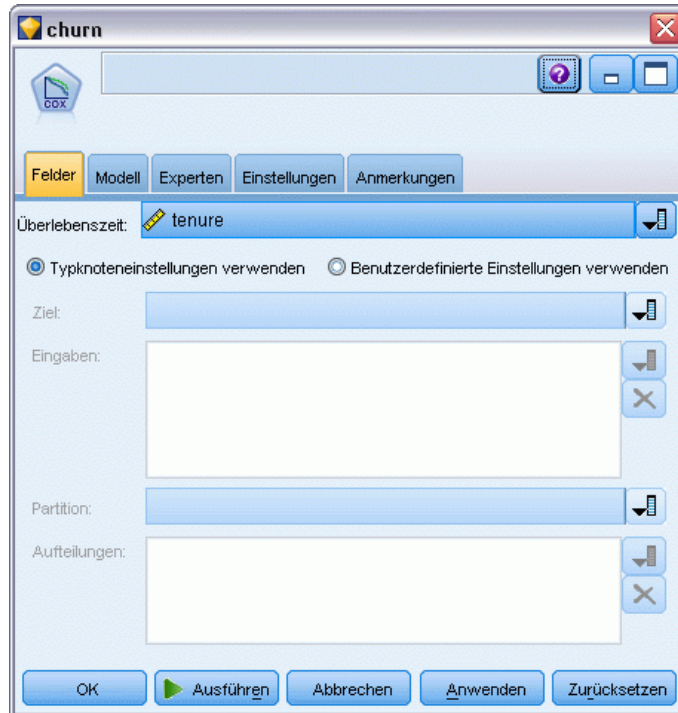 churn
COX
Felder Modell Experten Einstellungen Anmerkungen
Überlebenszeit: tenure
Typknoteneinstellungen verwenden Benutzerdefinierte Einstellungen verwenden
Ziel:
Eingaben:
Partition:
Aufteilungen:
OK Ausführen Abbrechen Anwenden Zurücksetzen